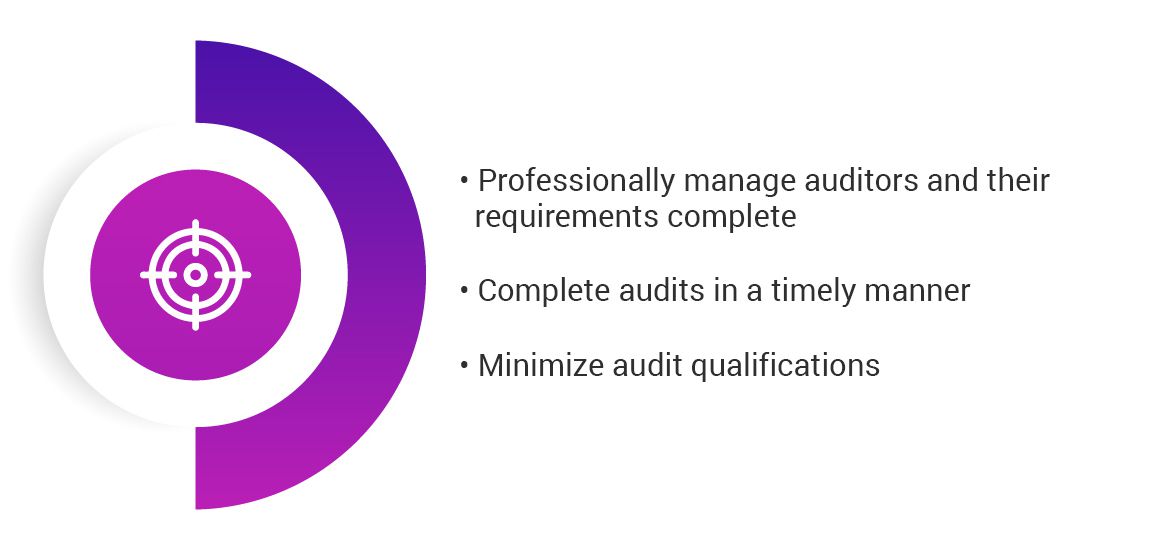 • Professionally manage auditors and their
requirements complete
• Complete audits in a timely manner
• Minimize audit qualifications